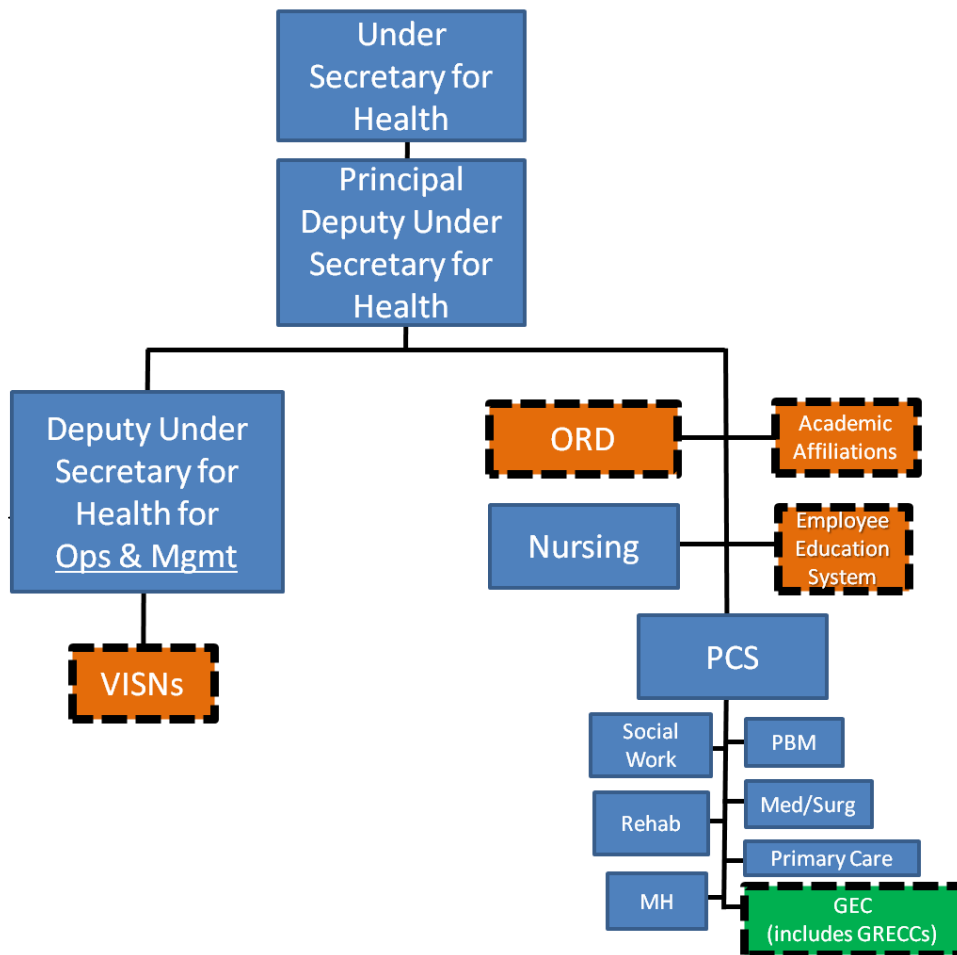 Under
Secretary for
Health
Principal
Deputy Under
Secretary for
Health
Deputy Under
Secretary for
Health for
Ops & Mgmt
VISNs
ORD
Academic
Affiliations
Nursing
Employee
Education
System
PCS
Social
Work
PBM
Rehab
Med/Surg
Primary Care
MH
GEC
(includes GRECCs)